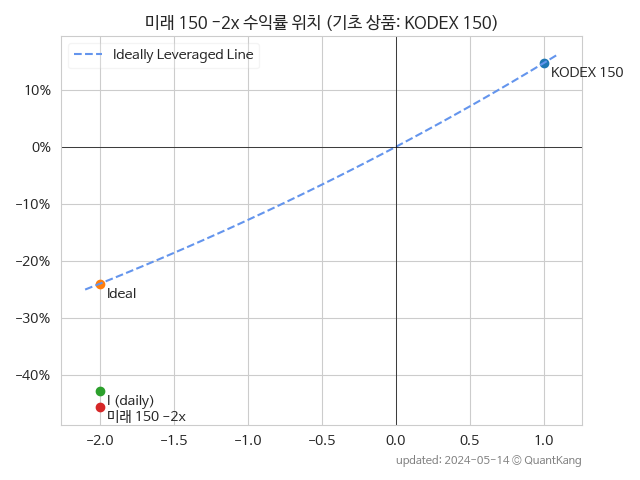 미래 150 -2x 수익률 위치 (기초 상품: KODEX 150)
Ideally Leveraged Line
KODEX 150
10%
0%
-10%
-20%
-30%
-40%
Ideal
I (daily)
미래 150 -2x
-2.0 -1.5 -1.0 -0.5 0.0 0.5 1.0
updated: 2024-05-14 © QuantKang